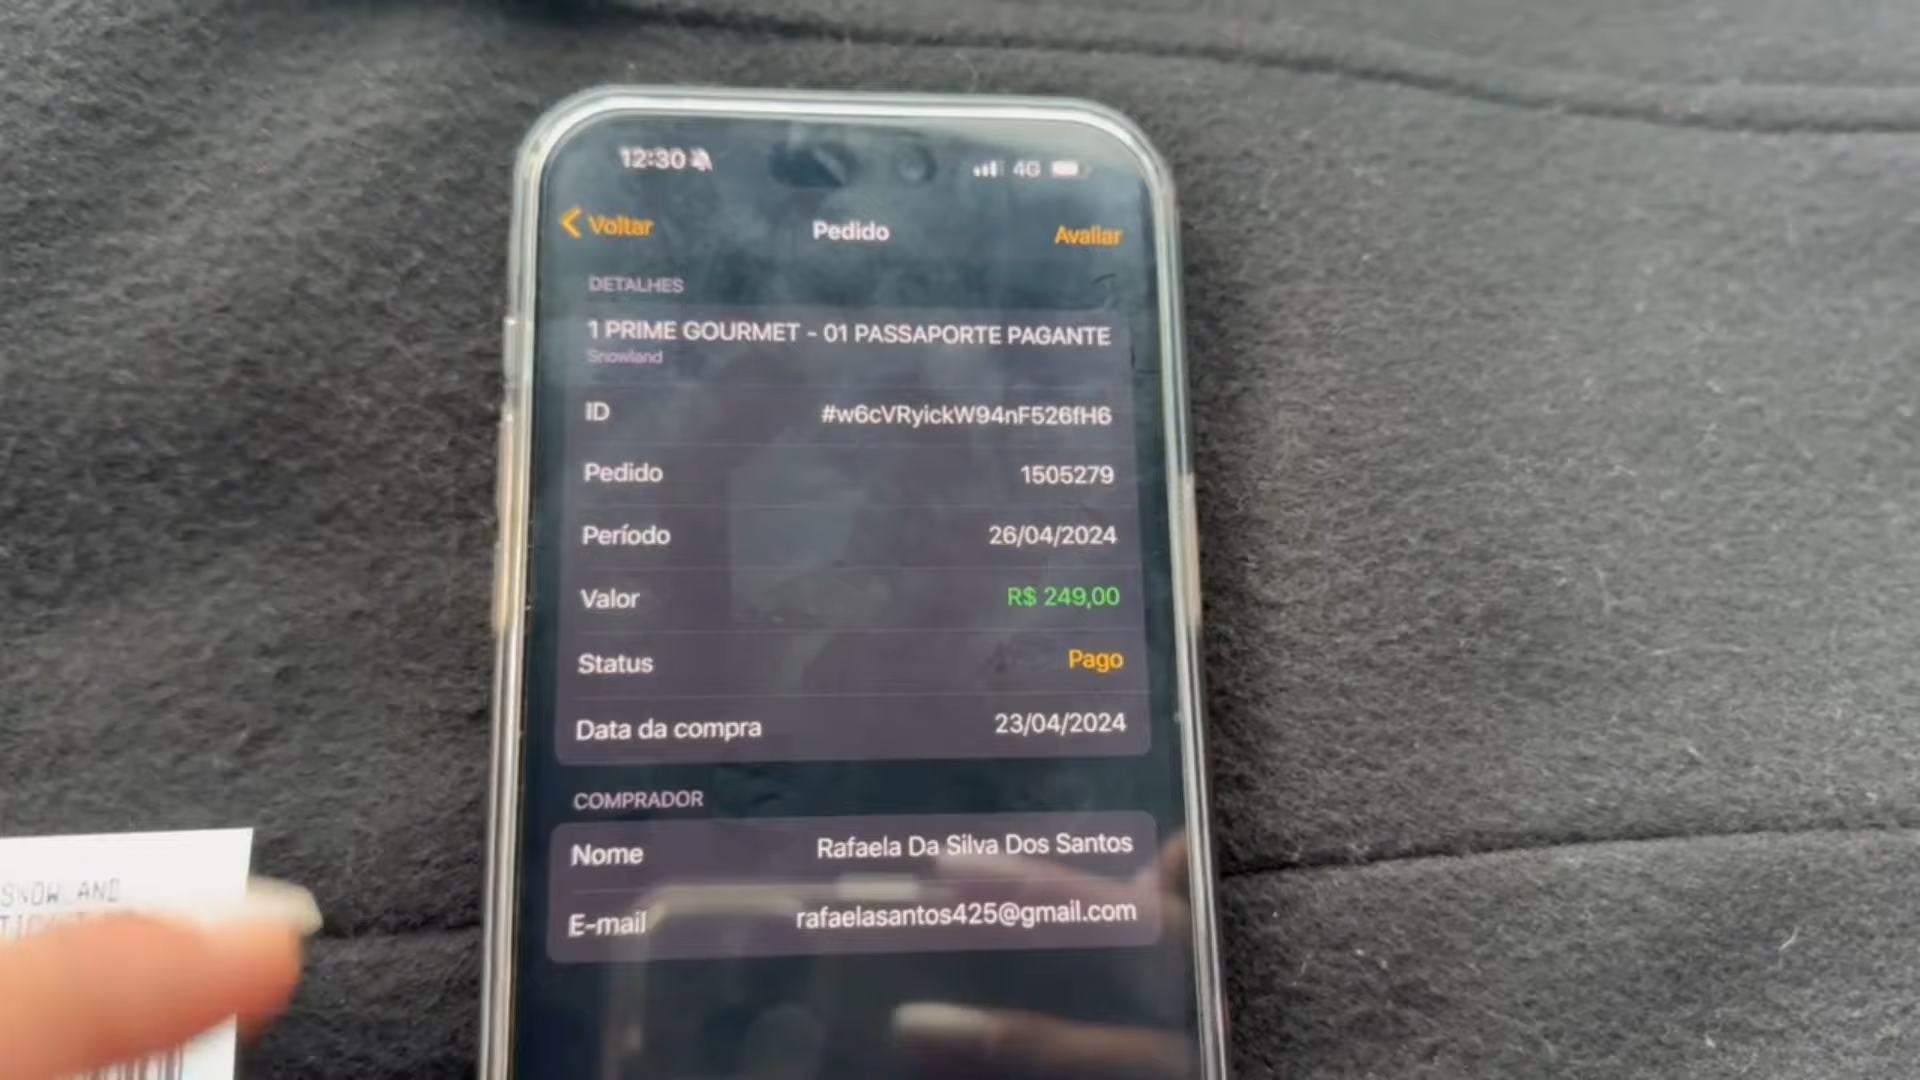 12:30
4G
Voltar
Pedido
Avaliar
DETALHES
1 PRIME GOURMET - 01 PASSAPORTE PAGANTE
Snowland
ID
#w6cVRyickW94nF526fH6
Pedido
1505279
Período
26/04/2024
Valor
R$ 249,00
Status
Pago
Data da compra
23/04/2024
COMPRADOR
Nome
Rafaela Da Silva Dos Santos
E-mail
rafaelasantos425@gmail.com
SNOWLAND